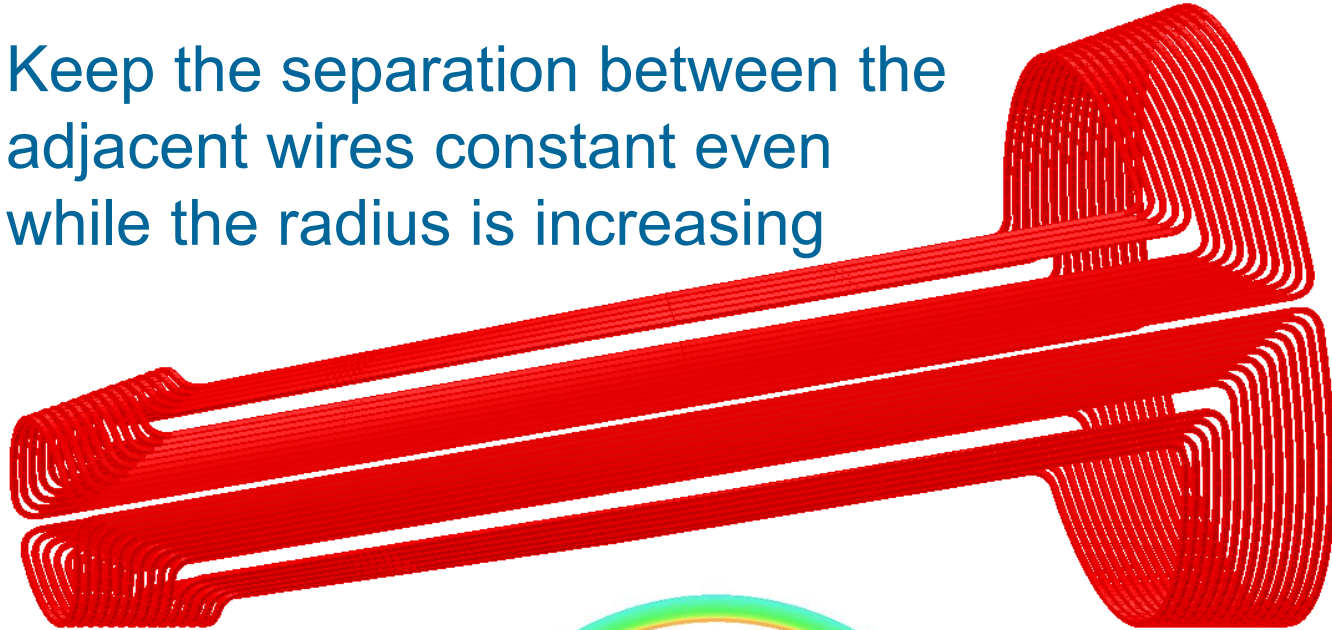 Keep the separation between the
adjacent wires constant even
while the radius is increasing